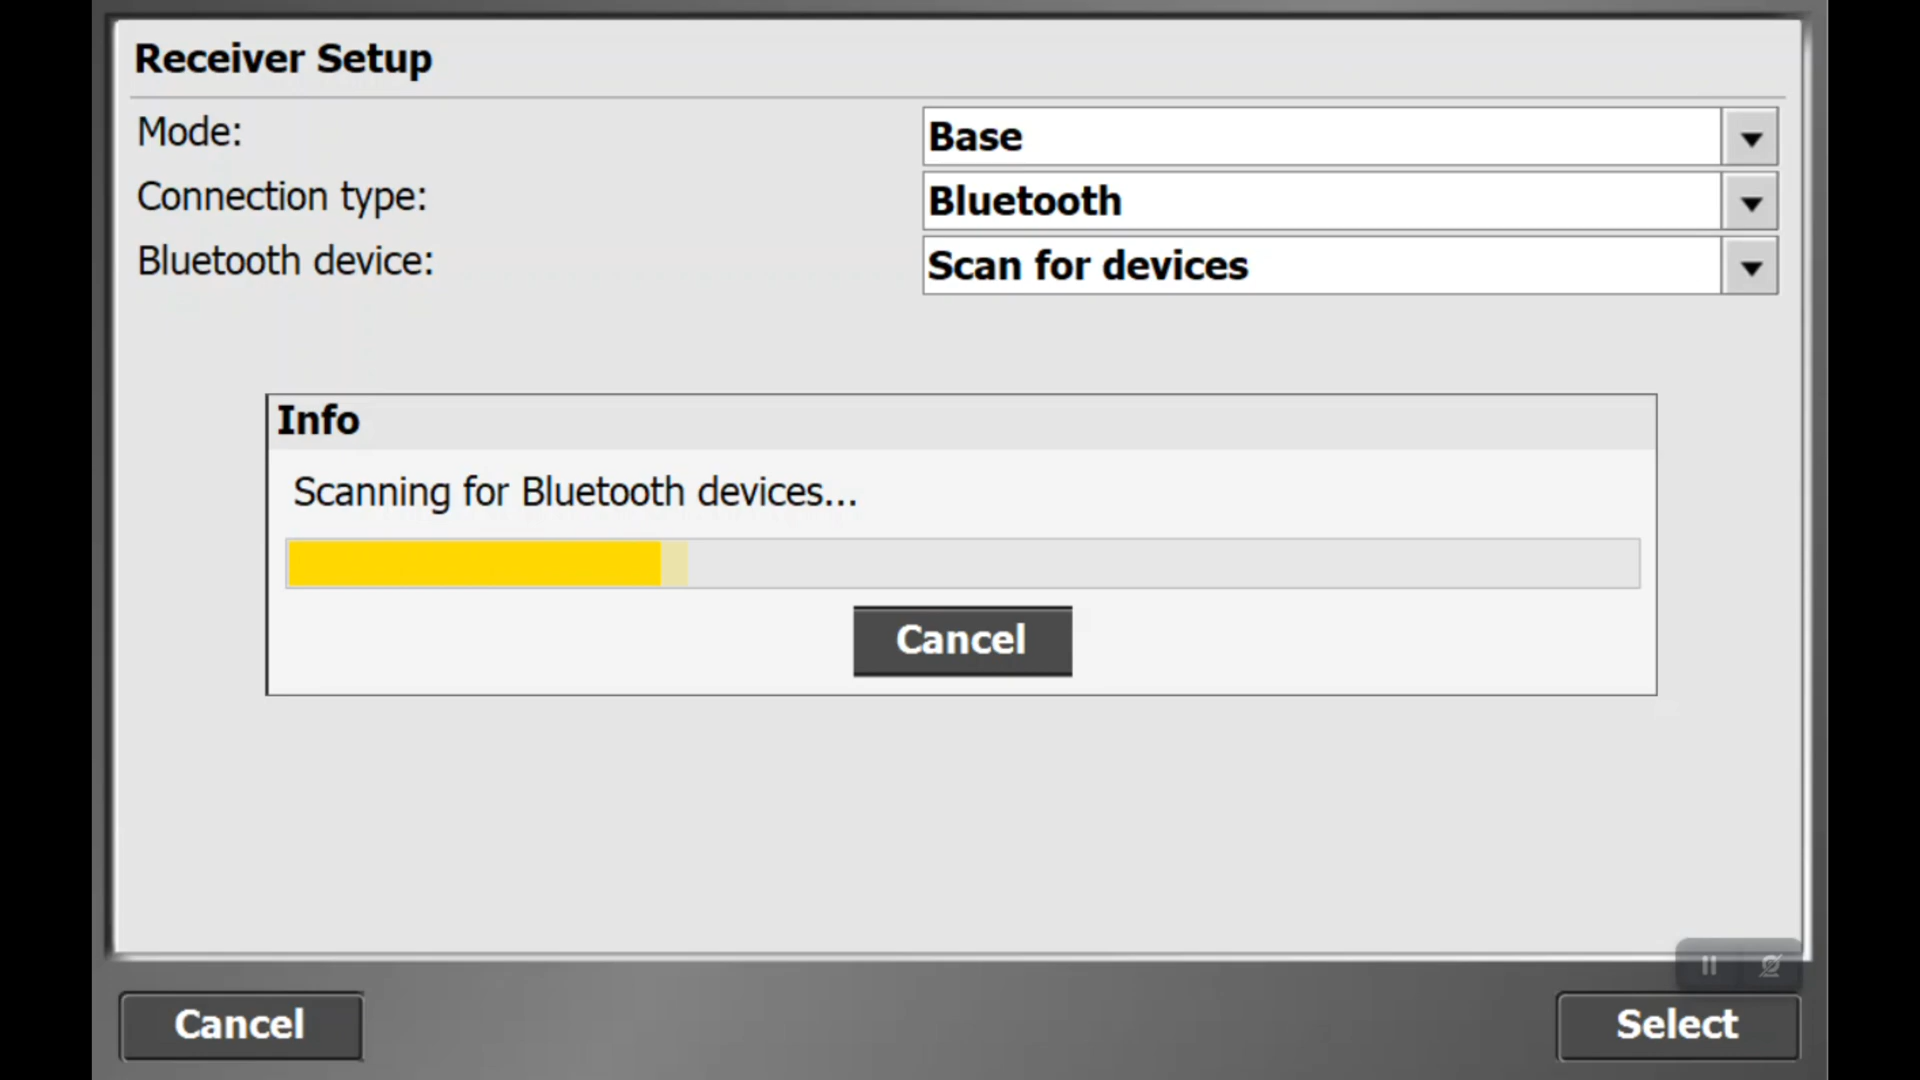 Receiver Setup
Mode:
Base
Connection type:
Bluetooth
Bluetooth device:
Scan for devices
Info
Scanning for Bluetooth devices...
Cancel
Cancel
Select